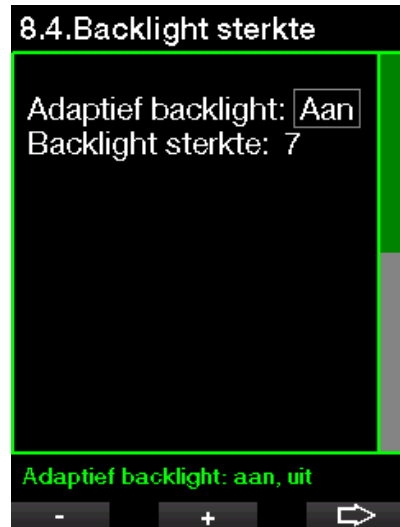 8.4.Backlight sterkte
Adaptief backlight: Aan
Backlight sterkte: 7
Adaptief backlight: aan, uit
- +